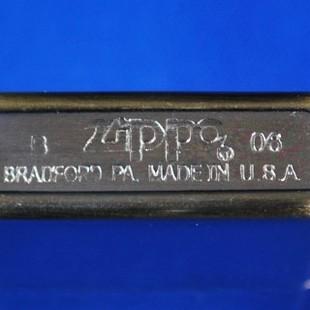 B Zippo ® 06
BRADFORD PA. MADE IN U.S.A